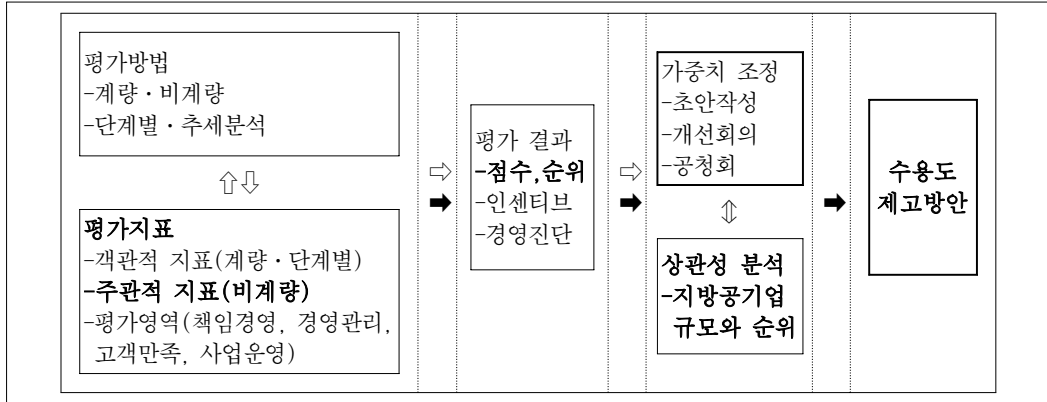 평가방법
-계량·비계량
-단계별·추세분석
⇧⇩
평가지표
-객관적 지표(계량·단계별)
-주관적 지표(비계량)
-평가영역(책임경영, 경영관리,
고객만족, 사업운영)
⇨
➡
평가 결과
-점수,순위
-인센티브
-경영진단
⇨
➡
가중치 조정
-초안작성
-개선회의
-공청회
⇕
상관성 분석
-지방공기업
규모와 순위
➡
수용도
제고방안